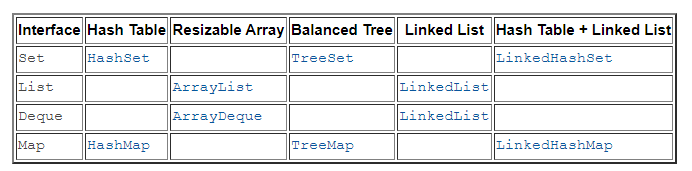 Interface Hash Table Resizable Array Balanced Tree Linked List Hash Table + Linked List
Set HashSet TreeSet LinkedHashSet
List ArrayList LinkedList
Deque ArrayDeque LinkedList
Map HashMap TreeMap LinkedHashMap